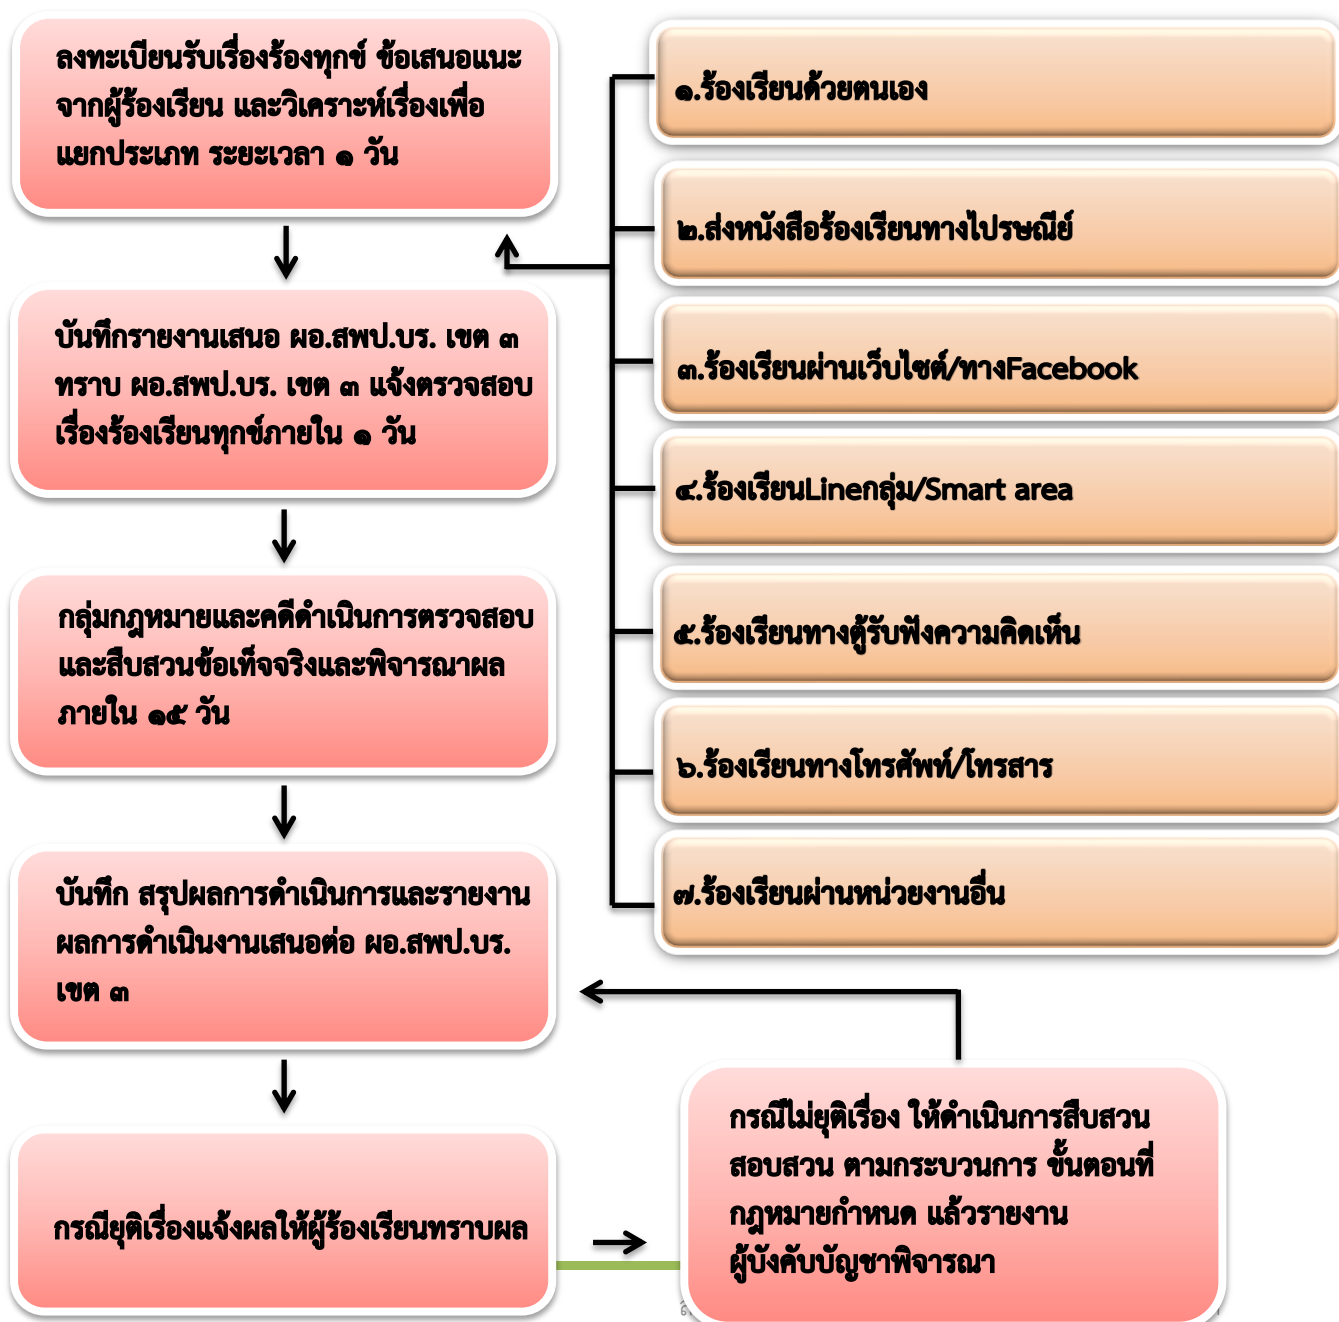 ลงทะเบียนรับเรื่องร้องทุกข์ ข้อเสนอแนะ
จากผู้ร้องเรียน และวิเคราะห์เรื่องเพื่อ
แยกประเภท ระยะเวลา ๑ วัน
บันทึกรายงานเสนอ ผอ.สพป.บร. เขต ๓
ทราบ ผอ.สพป.บร. เขต ๓ แจ้งตรวจสอบ
เรื่องร้องเรียนทุกข์ภายใน ๑ วัน
กลุ่มกฎหมายและคดีดำเนินการตรวจสอบ
และสืบสวนข้อเท็จจริงและพิจารณาผล
ภายใน ๑๕ วัน
บันทึก สรุปผลการดำเนินการและรายงาน
ผลการดำเนินงานเสนอต่อ ผอ.สพป.บร.
เขต ๓
กรณียุติเรื่องแจ้งผลให้ผู้ร้องเรียนทราบผล
๑.ร้องเรียนด้วยตนเอง
๒.ส่งหนังสือร้องเรียนทางไปรษณีย์
๓.ร้องเรียนผ่านเว็บไซต์/ทางFacebook
๔.ร้องเรียนLineกลุ่ม/Smart area
๕.ร้องเรียนทางตู้รับฟังความคิดเห็น
๖.ร้องเรียนทางโทรศัพท์/โทรสาร
๗.ร้องเรียนผ่านหน่วยงานอื่น
กรณีไม่ยุติเรื่อง ให้ดำเนินการสืบสวน
สอบสวน ตามกระบวนการ ขั้นตอนที่
กฎหมายกำหนด แล้วรายงาน
ผู้บังคับบัญชาพิจารณา